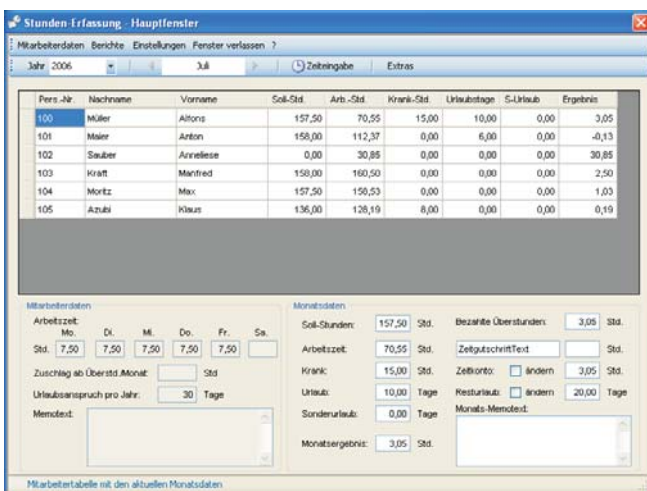 Stunden-Erfassung - Hauptfenster
Mitarbeiterdaten Berichte Einstellungen Fenster verlassen ?
Jahr 2006 Juli Zeiteingabe Extras
Pers.-Nr. Nachname Vorname Soll-Std. Arb.-Std. Krank-Std. Urlaubstage S-Urlaub Ergebnis
100 Müller Alfons 157,50 70,55 15,00 10,00 0,00 3,05
101 Maier Anton 158,00 112,37 0,00 6,00 0,00 -0,13
102 Sauber Anneliese 0,00 30,85 0,00 0,00 0,00 30,85
103 Kraft Manfred 158,00 160,50 0,00 0,00 0,00 2,50
104 Moritz Max 157,50 158,53 0,00 0,00 0,00 1,03
105 Azubi Klaus 136,00 128,19 8,00 0,00 0,00 0,19
Mitarbeiterdaten
Arbeitszeit:
Mo. Di. Mi. Do. Fr. Sa.
Std. 7,50 7,50 7,50 7,50 7,50
Zuschlag ab Überstd./Monat: Std
Urlaubsanspruch pro Jahr: 30 Tage
Memotext:
Monatsdaten
Soll-Stunden: 157,50 Std. Bezahlte Überstunden: 3,05 Std.
Arbeitszeit: 70,55 Std. ZeitgutschriftText Std.
Krank: 15,00 Std. Zeitkonto: ändern 3,05 Std.
Urlaub: 10,00 Tage Resturlaub: ändern 20,00 Tage
Sonderurlaub: 0,00 Tage Monats-Memotext:
Monatsergebnis: 3,05 Std.
Mitarbeitertabelle mit den aktuellen Monatsdaten